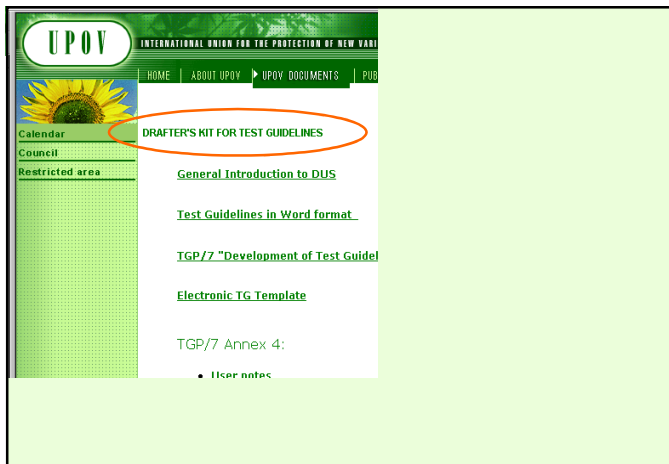 UPOV
INTERNATIONAL UNION FOR THE PROTECTION OF NEW VARI
HOME ABOUT UPOV UPOV DOCUMENTS PUB
Calendar
Council
Restricted area
DRAFTER'S KIT FOR TEST GUIDELINES
General Introduction to DUS
Test Guidelines in Word format
TGP/7 "Development of Test Guidel
Electronic TG Template
TGP/7 Annex 4:
• User notes